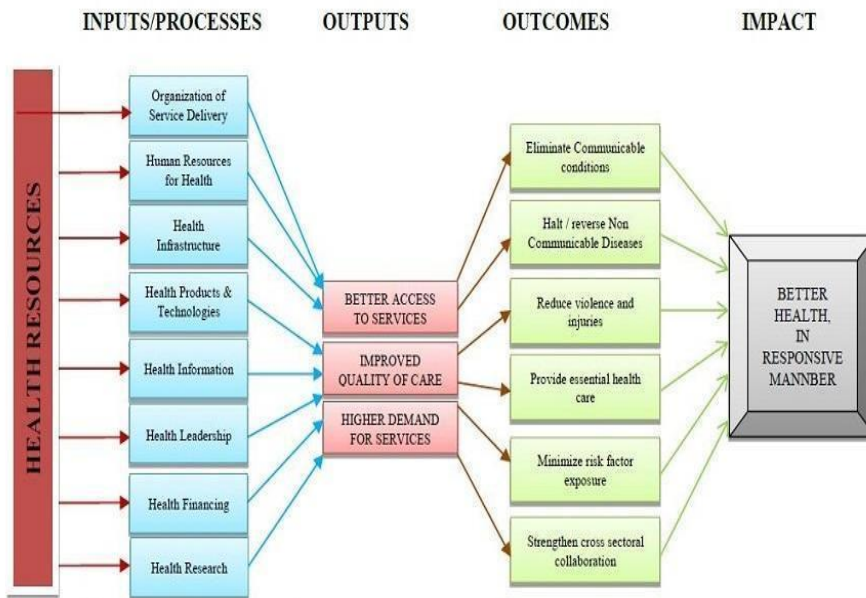 INPUTS/PROCESSES
OUTPUTS
OUTCOMES
IMPACT
HEALTH RESOURCES
Organization of
Service Delivery
Human Resources
for Health
Health
Infrastructure
Health Products &
Technologies
Health Information
Health Leadership
Health Financing
Health Research
BETTER ACCESS
TO SERVICES
IMPROVED
QUALITY OF CARE
HIGHER DEMAND
FOR SERVICES
Eliminate Communicable
conditions
Halt / reverse Non
Communicable Diseases
Reduce violence and
injuries
Provide essential health
care
Minimize risk factor
exposure
Strengthen cross sectoral
collaboration
BETTER
HEALTH,
IN
RESPONSIVE
MANNBER